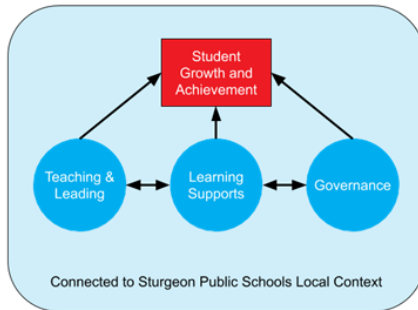 Student
Growth and
Achievement
Teaching &
Leading
Learning
Supports
Governance
Connected to Sturgeon Public Schools Local Context